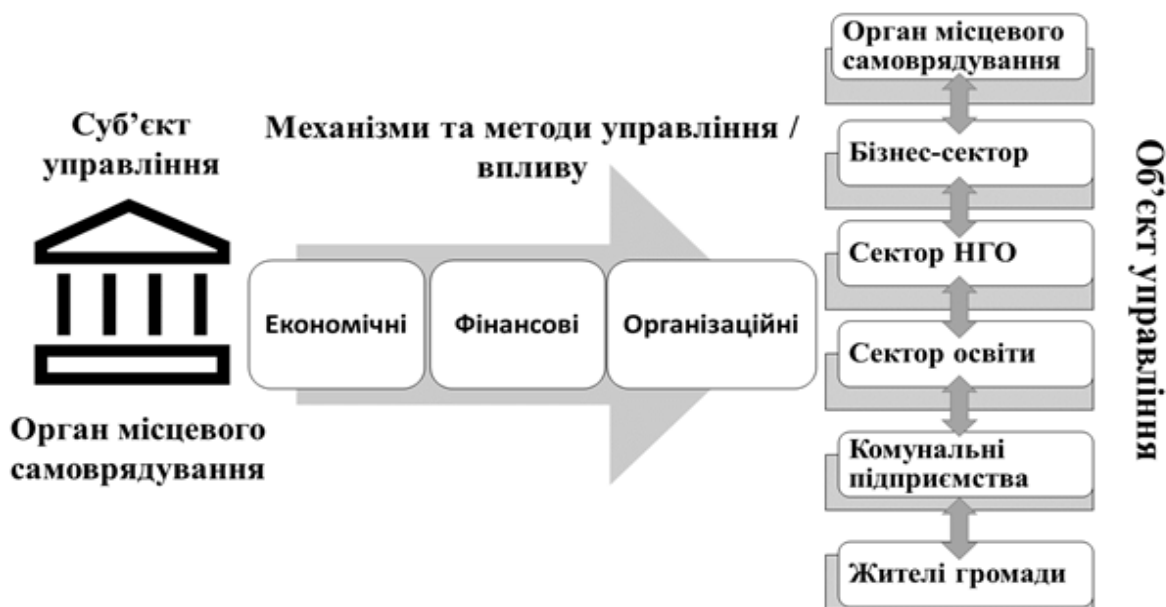 Суб’єкт
управління
Орган місцевого
самоврядування
Механізми та методи управління /
впливу
Економічні
Фінансові
Організаційні
Орган місцевого
самоврядування
Бізнес-сектор
Сектор НГО
Сектор освіти
Комунальні
підприємства
Жителі громади
Об’єкт управління